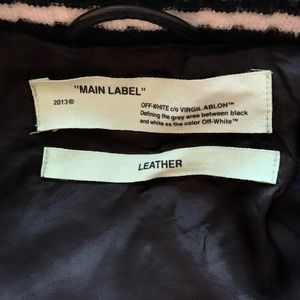 "MAIN LABEL"
2013©
OFF-WHITE c/o VIRGIL ABLOH™
Defining the grey area between black
and white as the color Off-White™
LEATHER